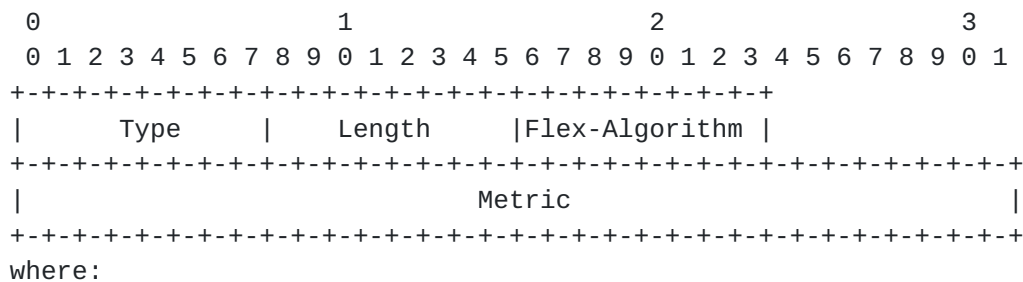 0                   1                   2                   3
 0 1 2 3 4 5 6 7 8 9 0 1 2 3 4 5 6 7 8 9 0 1 2 3 4 5 6 7 8 9 0 1
+-+-+-+-+-+-+-+-+-+-+-+-+-+-+-+-+-+-+-+-+-+-+-+-+
|      Type     |    Length     |Flex-Algorithm |
+-+-+-+-+-+-+-+-+-+-+-+-+-+-+-+-+-+-+-+-+-+-+-+-+-+-+-+-+-+-+-+-+
|                             Metric                            |
+-+-+-+-+-+-+-+-+-+-+-+-+-+-+-+-+-+-+-+-+-+-+-+-+-+-+-+-+-+-+-+-+
where: